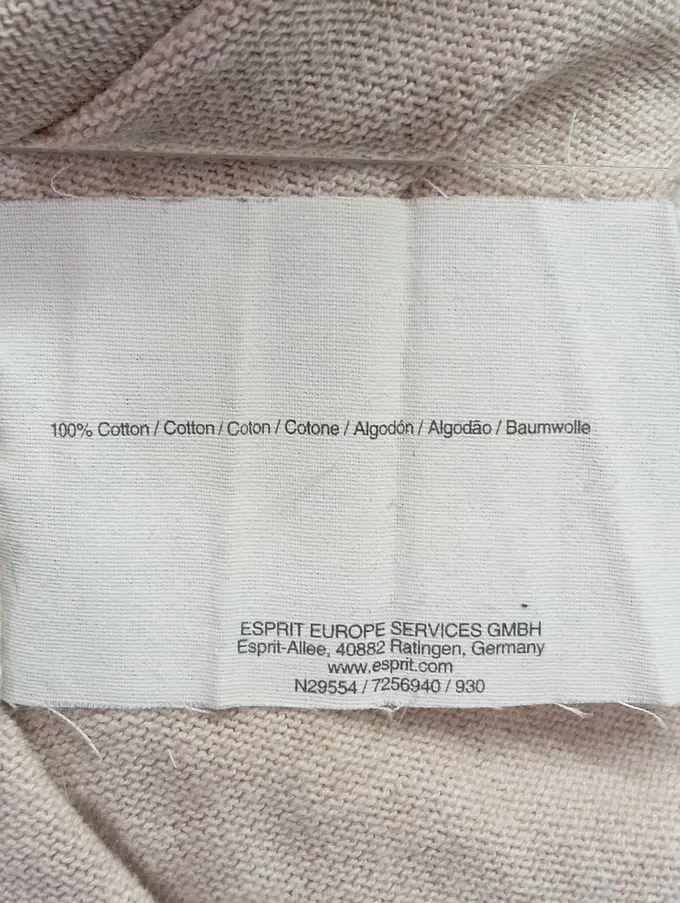 100% Cotton / Cotton / Coton / Cotone / Algodón / Algodão / Baumwolle
ESPRIT EUROPE SERVICES GMBH
Esprit-Allee, 40882 Ratingen, Germany
www.esprit.com
N29554 / 7256940 / 930